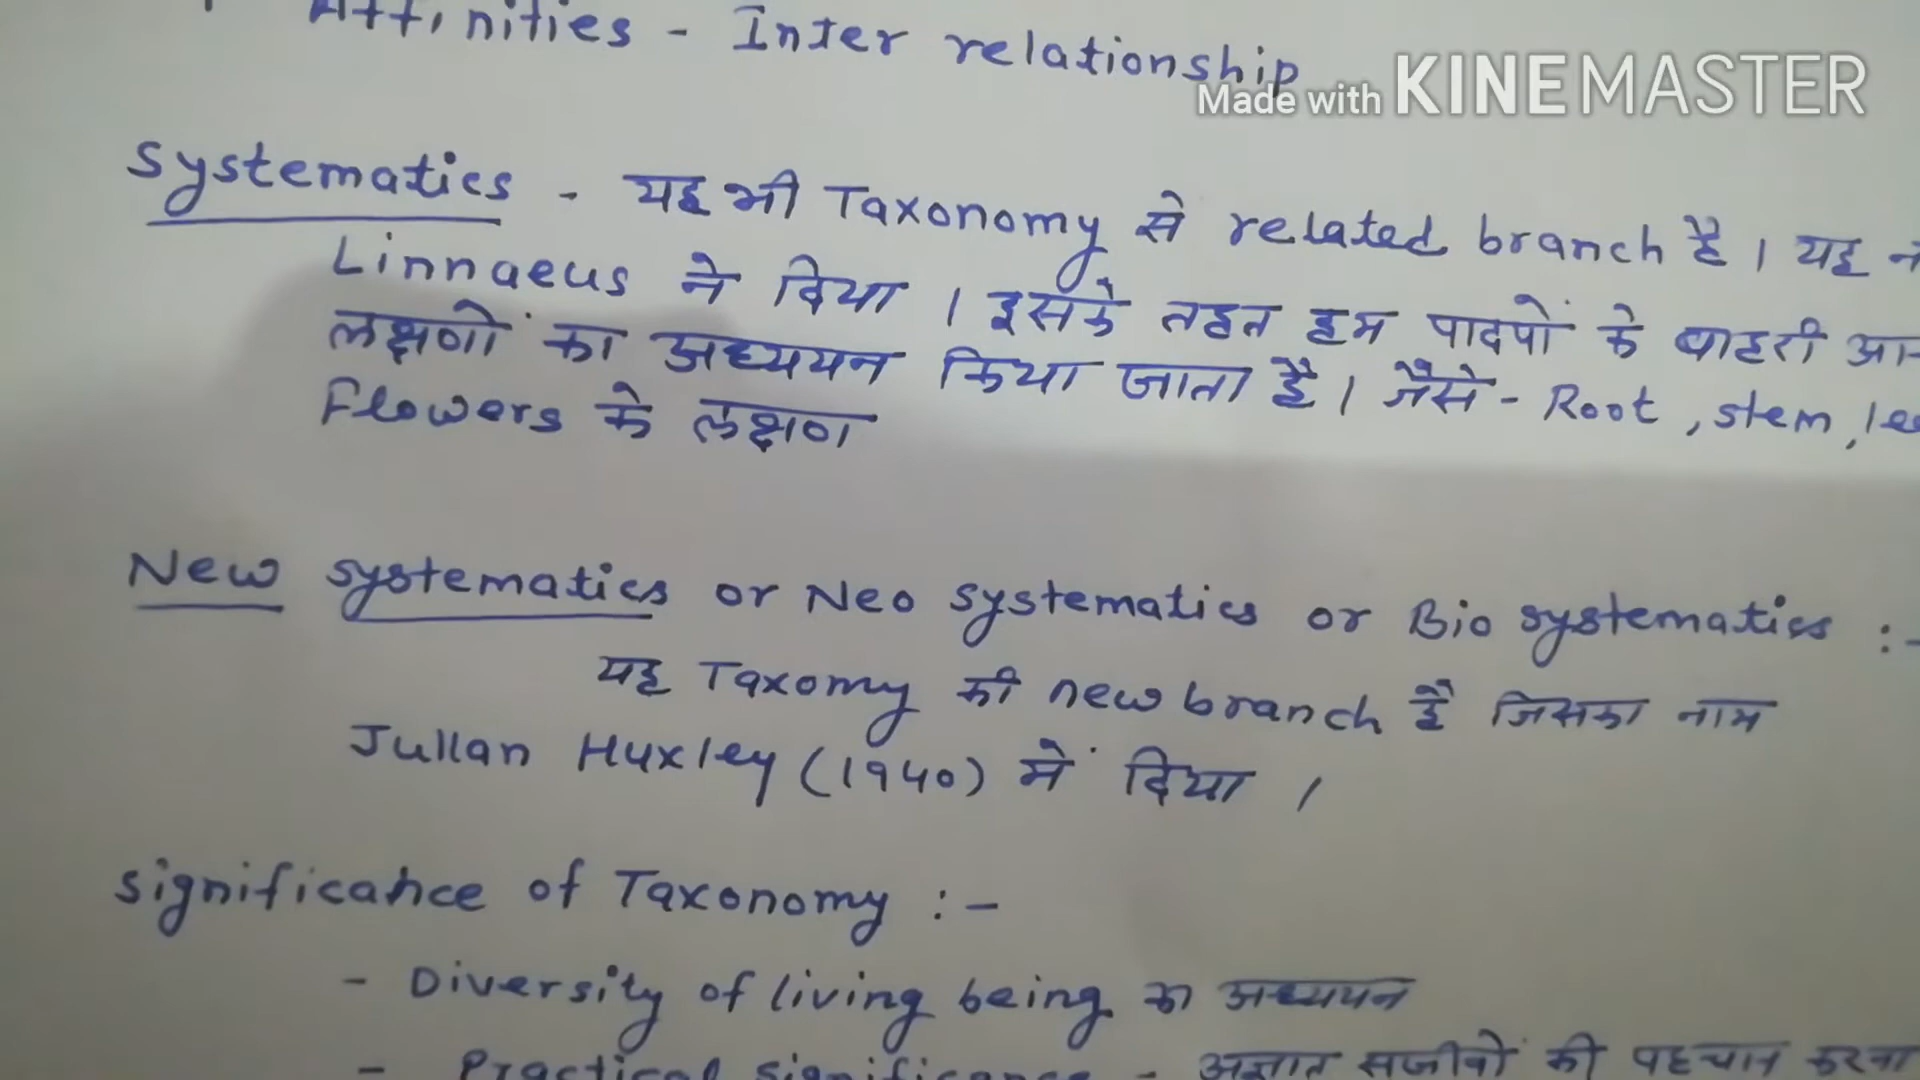 Affinities - Inter relationship
Made with KINEMASTER
Systematics - यह भी Taxonomy से related branch है । यह
Linnaeus ने दिया । इसके तहत हम पादपों के बाहरी
लक्षणों का अध्ययन किया जाता है । जैसे - Root, stem,
Flowers के लक्षण
New systematics or Neo systematics or Bio systematics :-
यह Taxomy की new branch है जिसका नाम
Jullan Huxley (1940) में दिया ।
significance of Taxonomy :-
- Diversity of living being का अध्ययन
- Practical significance - अज्ञात सजीवों की पहचान करना